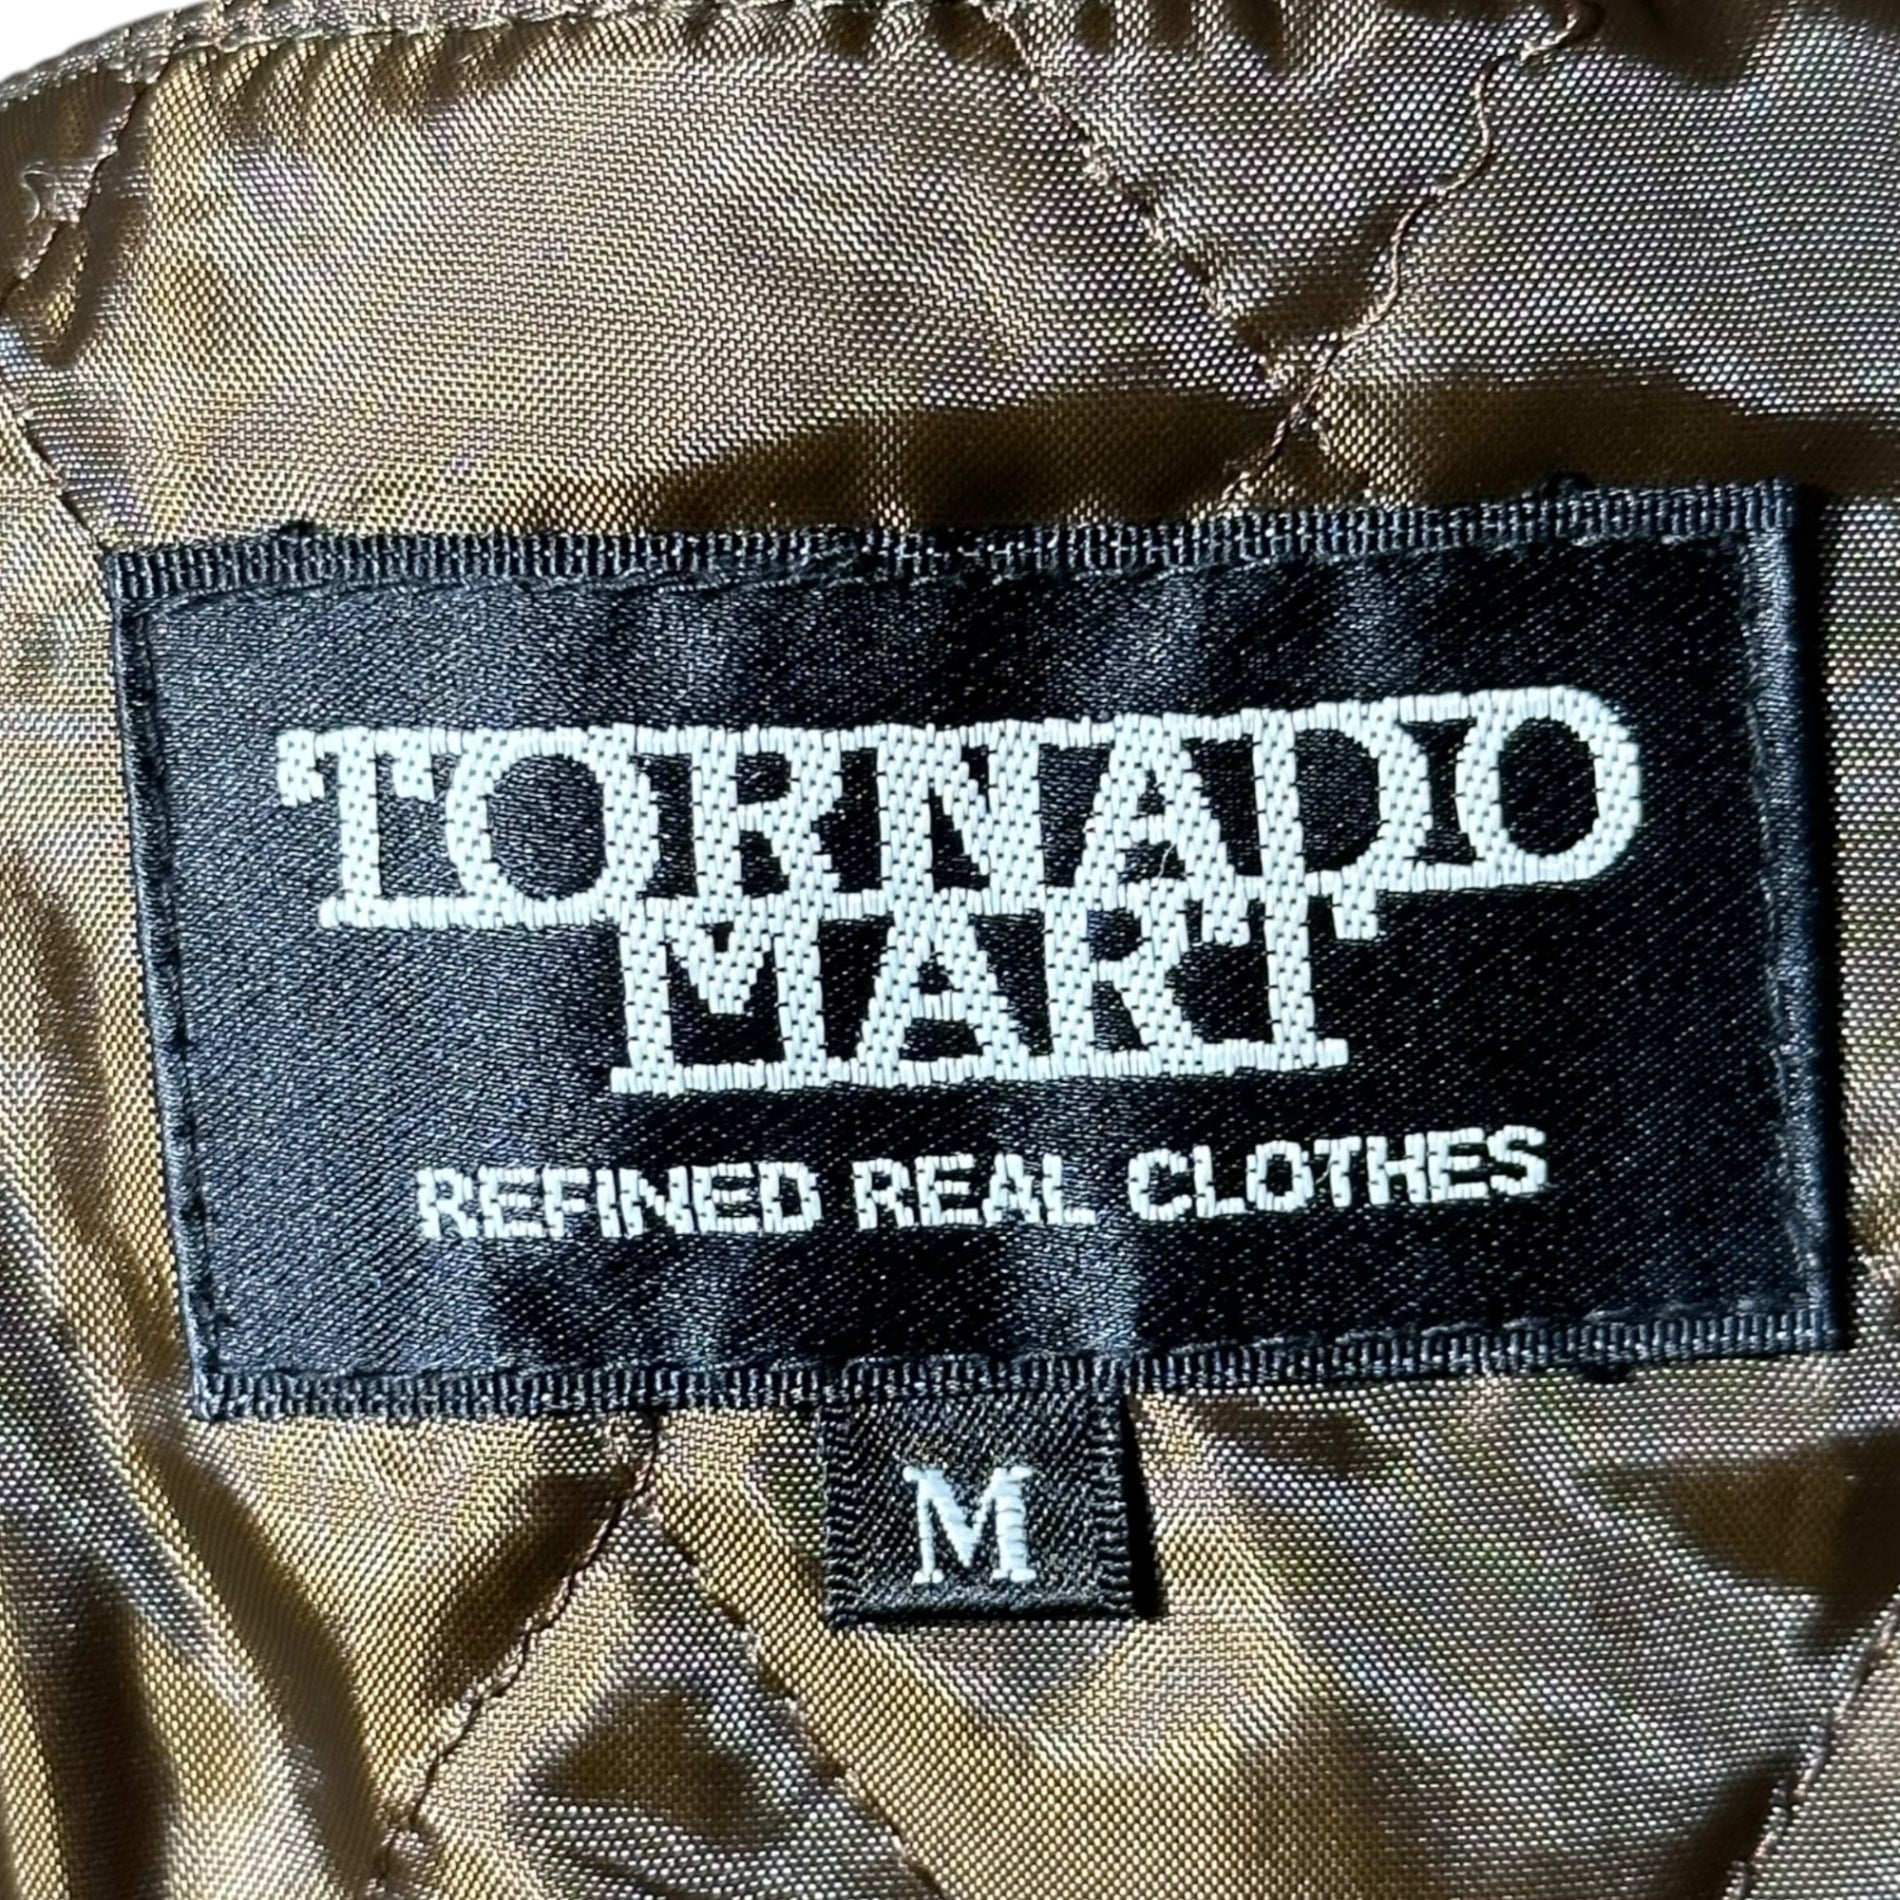 TORNADO
MART
REFINED REAL CLOTHES
M